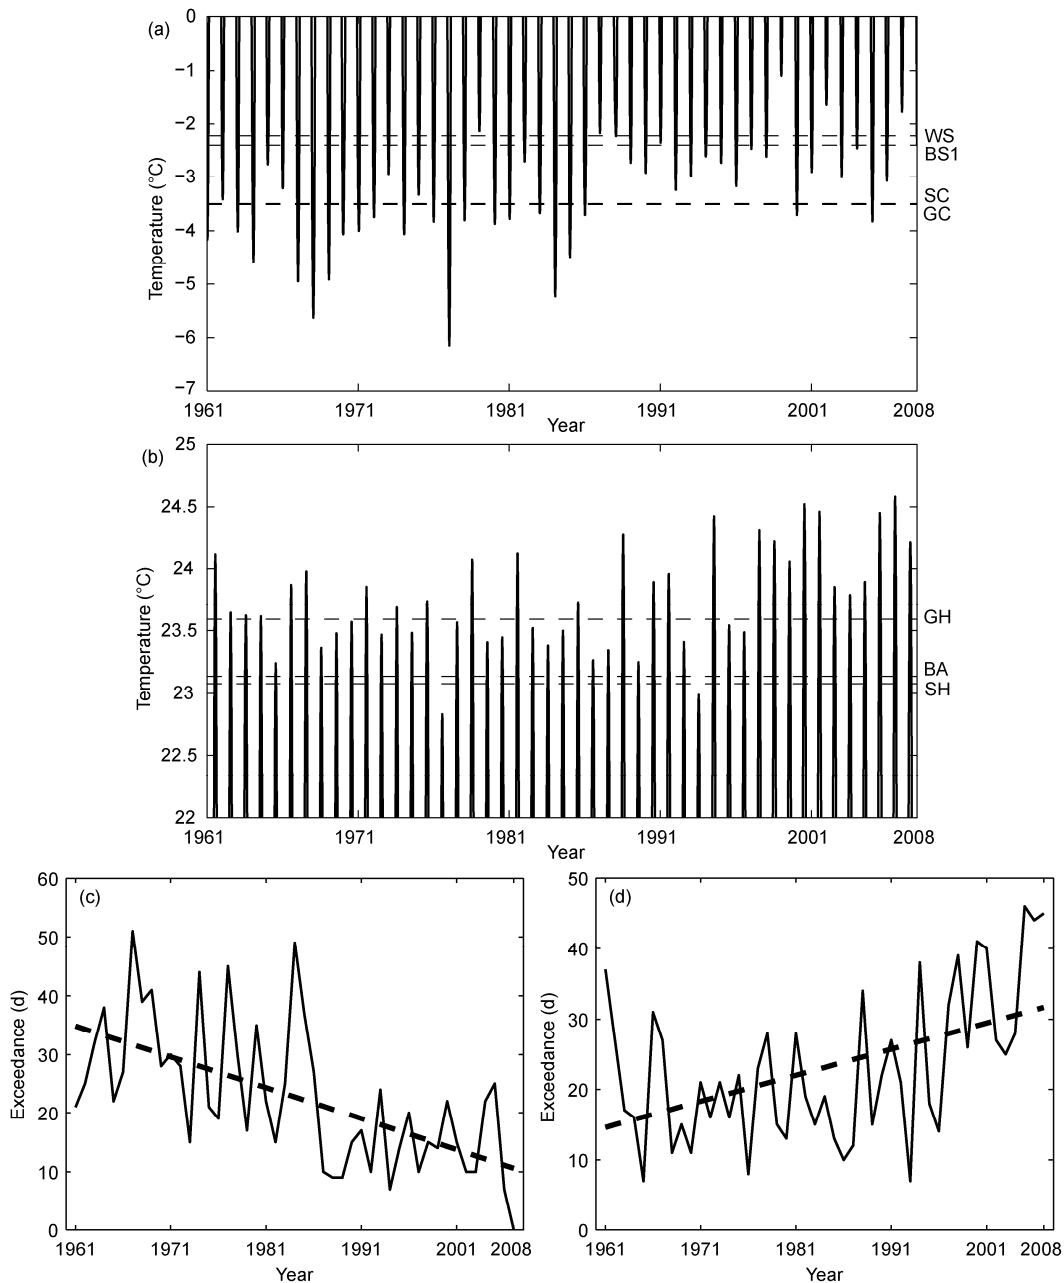 (a)
0
−1
−2
−3
−4
−5
−6
−7
Temperature (°C)
WS
BS1
SC
GC
1961 1971 1981 1991 2001 2008
Year
(b)
25
24.5
24
23.5
23
22.5
22
Temperature (°C)
GH
BA
SH
1961 1971 1981 1991 2001 2008
Year
(c)
60
50
40
30
20
10
0
Exceedance (d)
1961 1971 1981 1991 2001 2008
Year
(d)
50
40
30
20
10
0
Exceedance (d)
1961 1971 1981 1991 2001 2008
Year